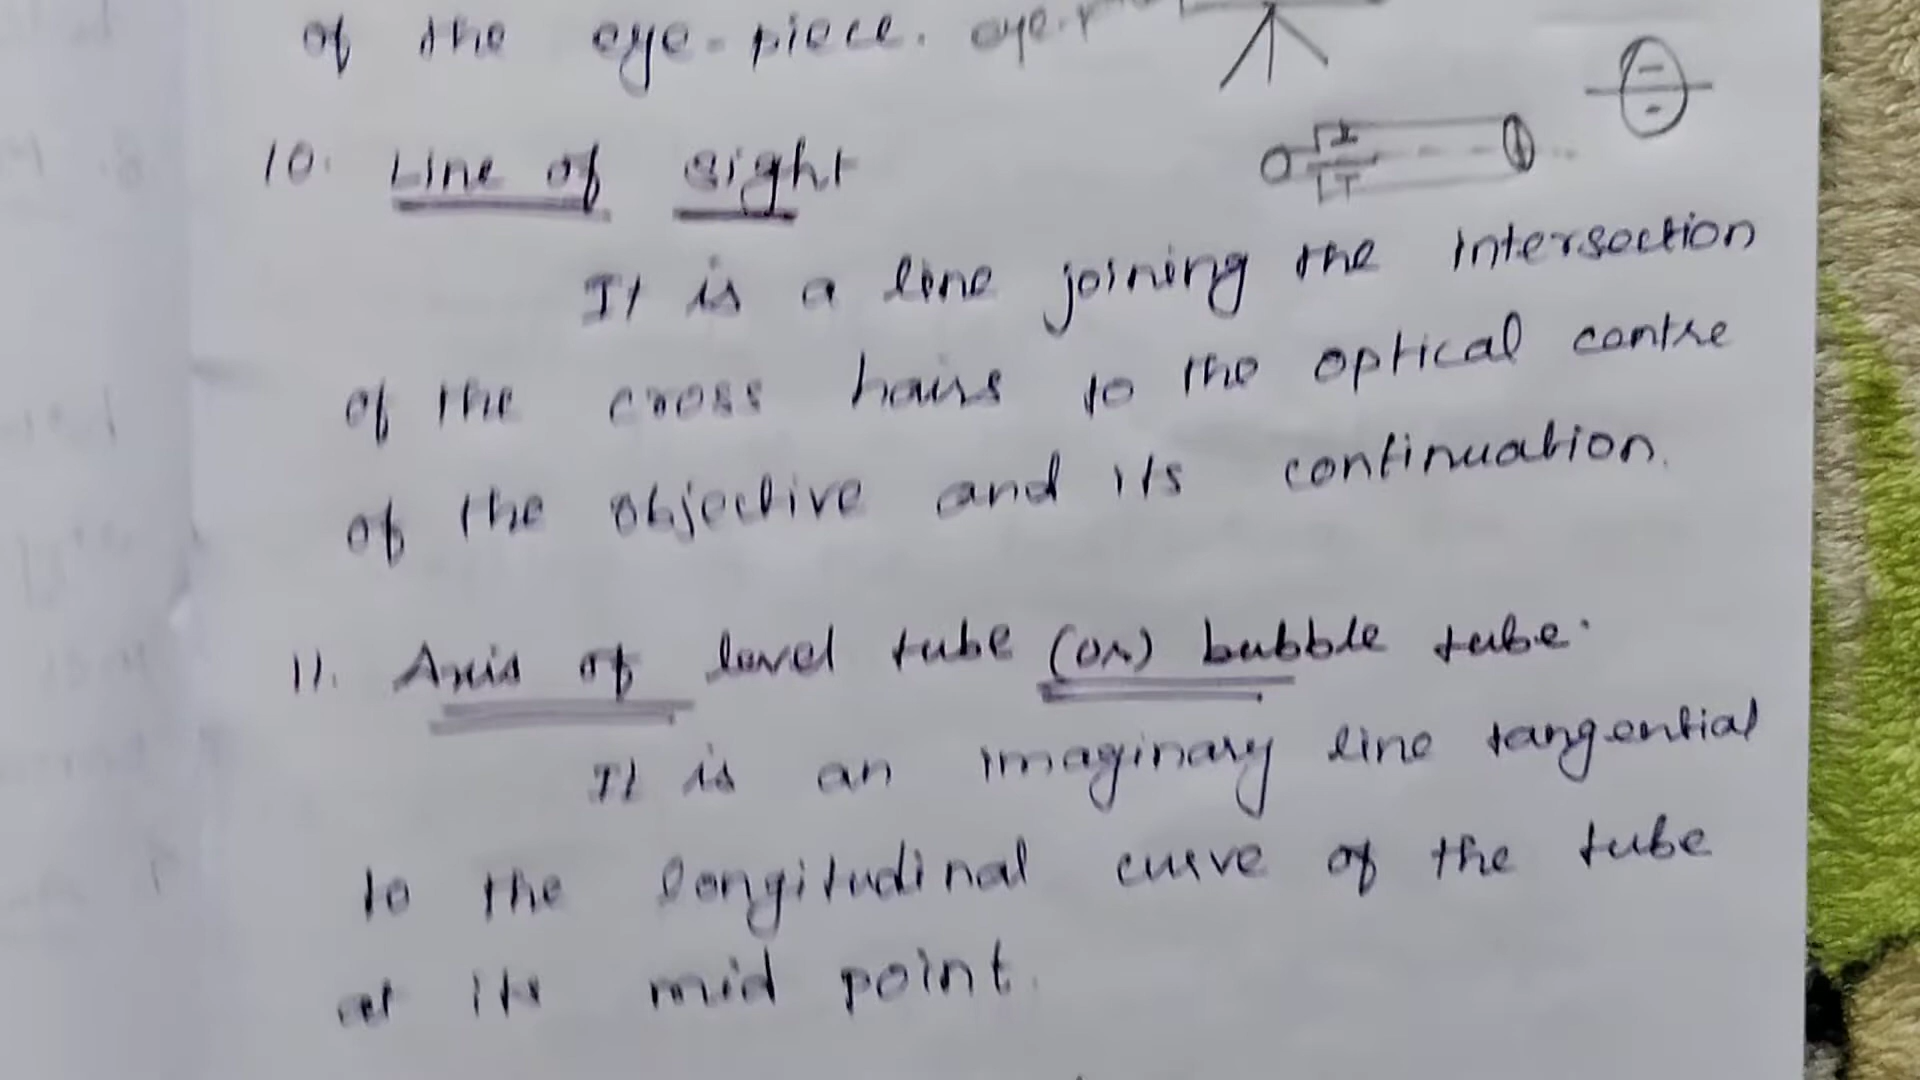 of the eye-piece.
10. Line of sight
It is a line joining the intersection
of the cross hairs to the optical centre
of the objective and its continuation.
11. Axis of level tube (or) bubble tube.
It is an imaginary line tangential
to the longitudinal curve of the tube
at its mid point.